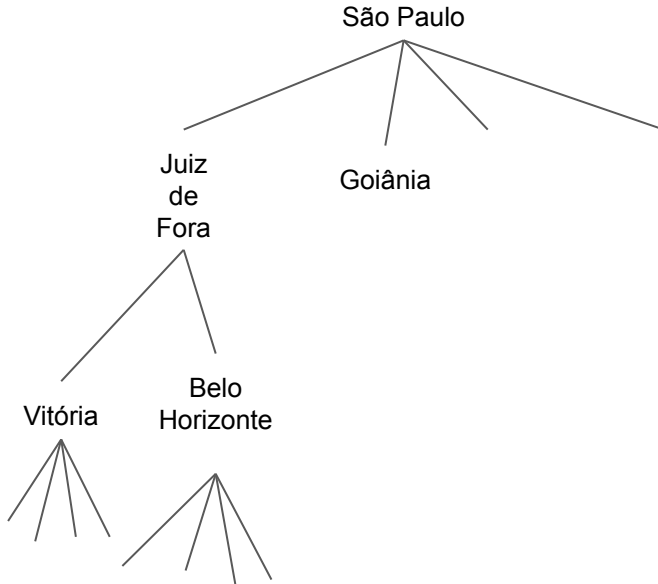 São Paulo
Juiz
de
Fora
Goiânia
Vitória
Belo
Horizonte